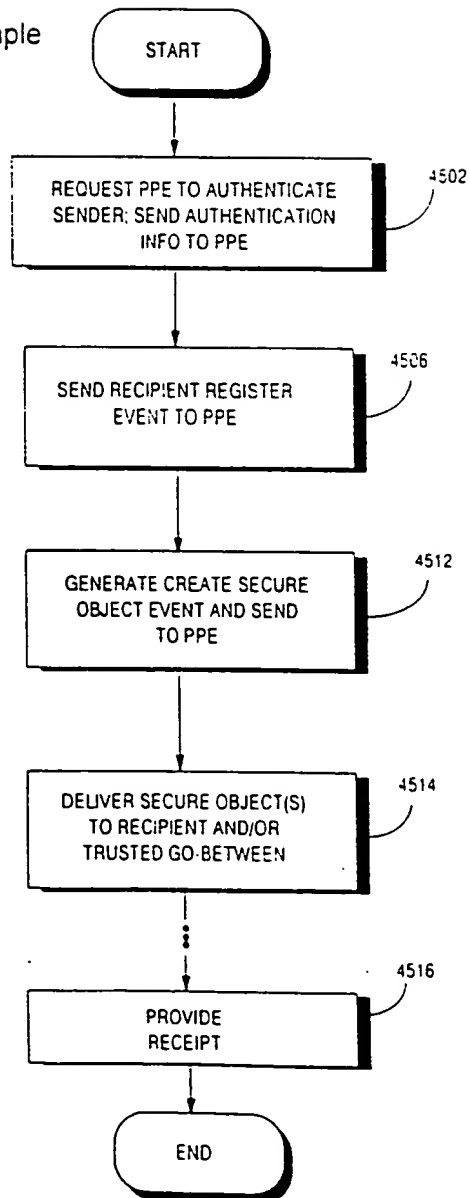 START
REQUEST PPE TO AUTHENTICATE
SENDER; SEND AUTHENTICATION
INFO TO PPE
4502
SEND RECIPIENT REGISTER
EVENT TO PPE
4506
GENERATE CREATE SECURE
OBJECT EVENT AND SEND
TO PPE
4512
DELIVER SECURE OBJECT(S)
TO RECIPIENT AND/OR
TRUSTED GO-BETWEEN
4514
PROVIDE
RECEIPT
4516
END